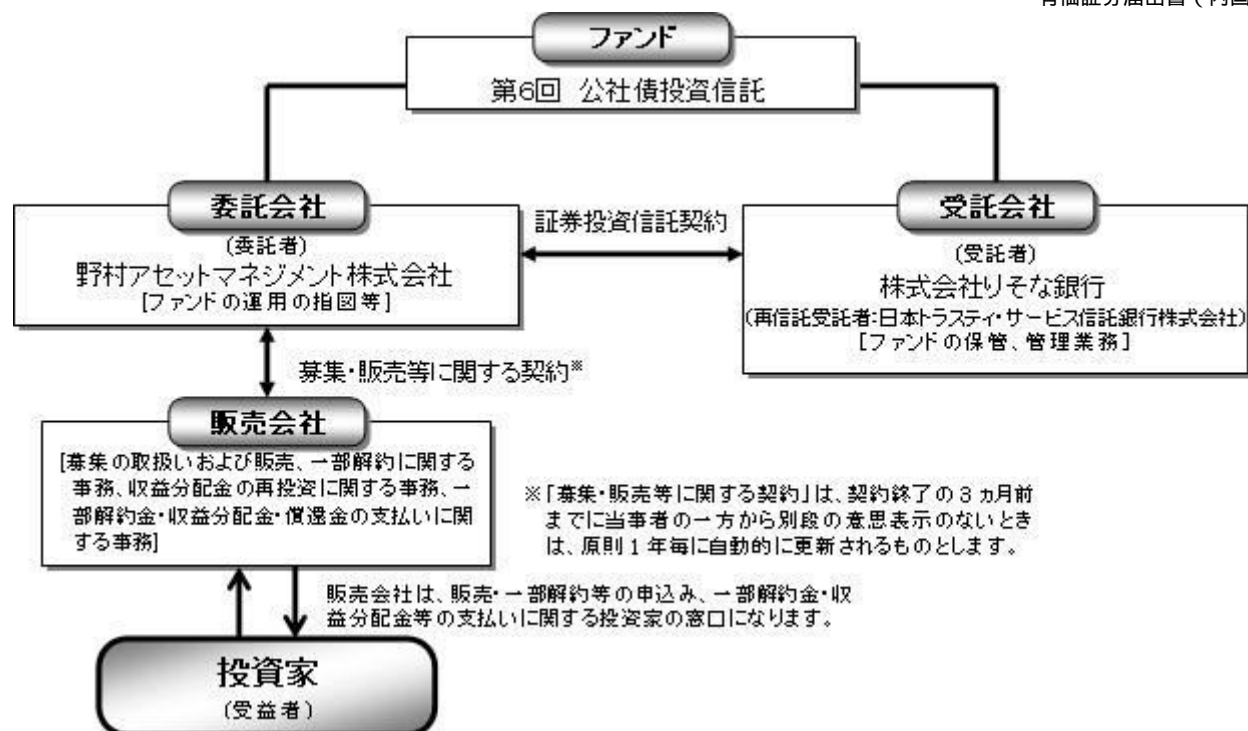 ファンド
第6回 公社債投資信託
委託会社
(委託者)
野村アセットマネジメント株式会社
[ファンドの運用の指図等]
証券投資信託契約
受託会社
(受託者)
株式会社りそな銀行
(再信託受託者:日本トラスティ・サービス信託銀行株式会社)
[ファンドの保管、管理業務]
募集・販売等に関する契約※
販売会社
[募集の取扱いおよび販売、一部解約に関する
事務、収益分配金の再投資に関する事務、一
部解約金・収益分配金・償還金の支払いに関
する事務]
※「募集・販売等に関する契約」は、契約終了の3ヵ月前
までに当事者の一方から別段の意思表示のないとき
は、原則1年毎に自動的に更新されるものとします。
販売会社は、販売・一部解約等の申込み、一部解約金・収
益分配金等の支払いに関する投資家の窓口になります。
投資家
(受益者)